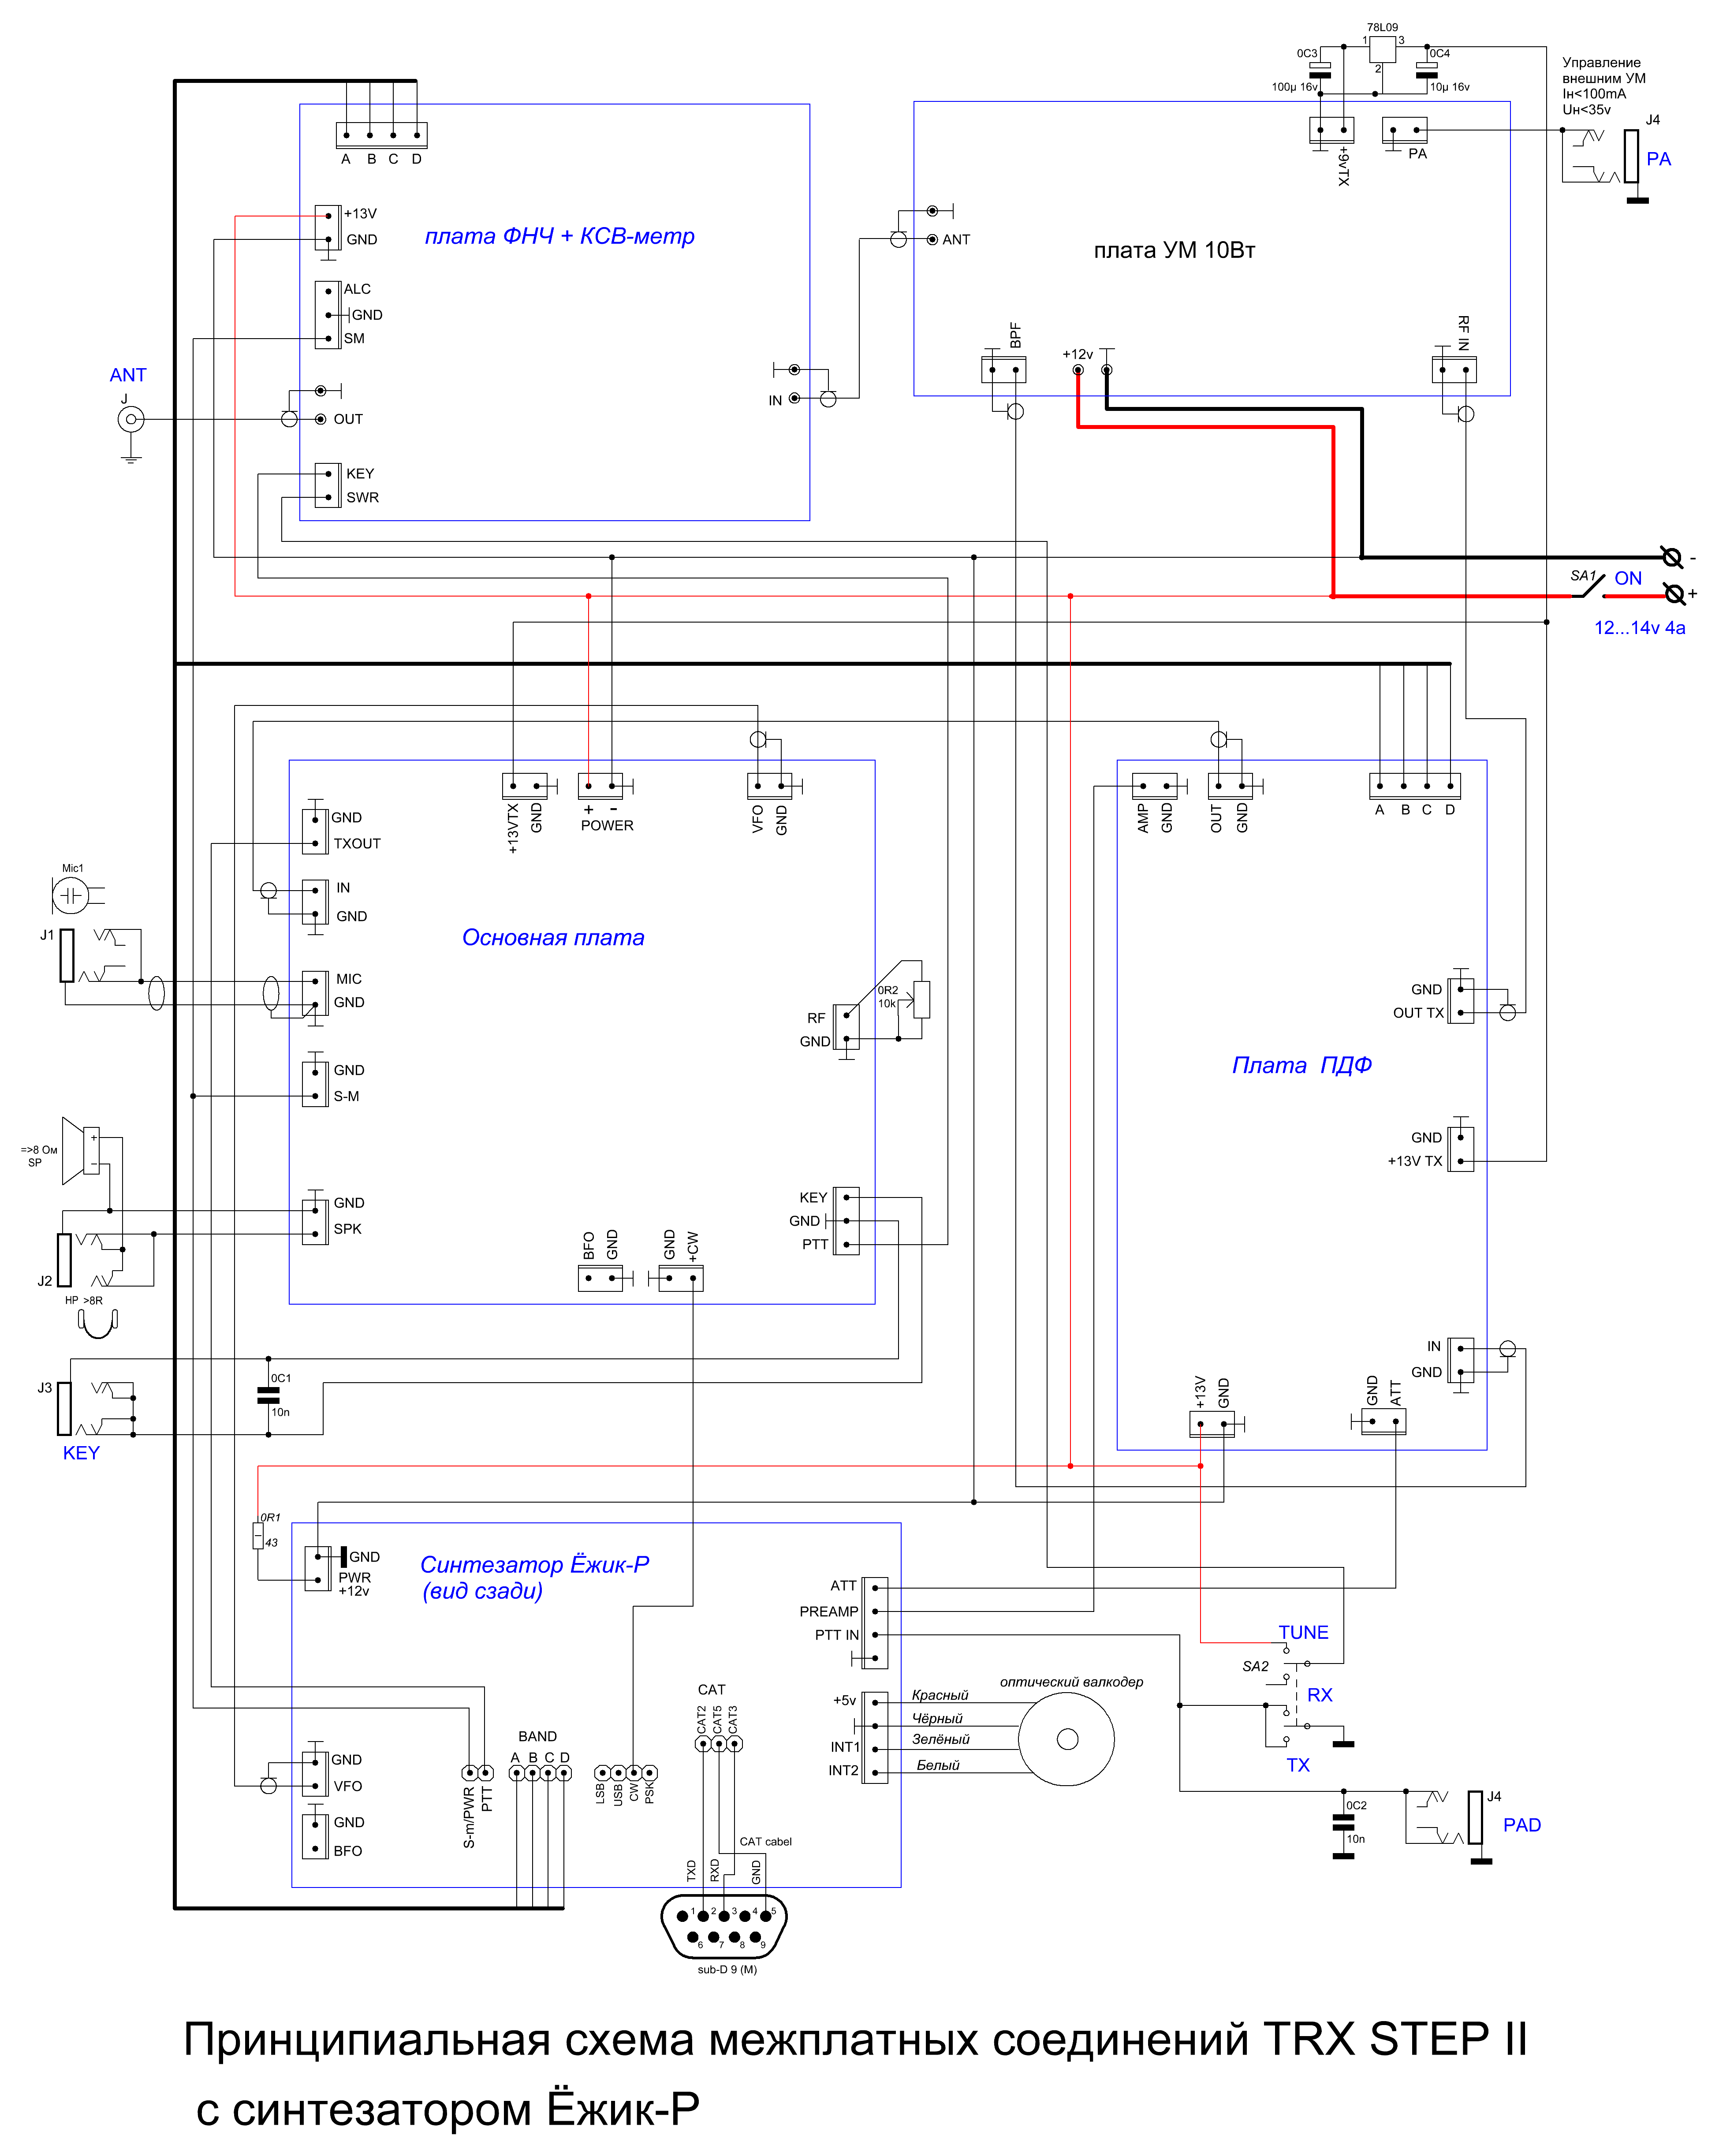 78L09
1
3
2
0C3
0C4
100µ 16v
10µ 16v
Управление
внешним УМ
Iн<100mA
Uн<35v
J4
PA
+9vTX
PA
A B C D
+13V
GND
плата ФНЧ + КСВ-метр
ALC
GND
SM
ANT
J
OUT
IN
KEY
SWR
ANT
плата УМ 10Вт
BPF
+12v
RF IN
-
SA1
ON
+
12...14v 4a
+13VTX
GND
+ -
POWER
VFO
GND
GND
TXOUT
IN
GND
Mic1
J1
MIC
GND
Основная плата
0R2
10k
RF
GND
GND
S-M
=>8 Ом
SP
+
−
GND
SPK
J2
HP >8R
BFO
GND
GND
+CW
KEY
GND
PTT
AMP
GND
OUT
GND
A B C D
GND
OUT TX
Плата ПДФ
GND
+13V TX
IN
GND
+13V
GND
GND
ATT
J3
KEY
0C1
10n
0R1
43
GND
PWR
+12v
Синтезатор Ёжик-Р
(вид сзади)
ATT
PREAMP
PTT IN
+5v
INT1
INT2
Красный
Чёрный
Зелёный
Белый
оптический валкодер
TUNE
SA2
RX
TX
0C2
10n
J4
PAD
GND
VFO
GND
BFO
S-m/PWR
PTT
BAND
A B C D
LSB
USB
CW
PSK
CAT
CAT2
CAT5
CAT3
CAT cabel
TXD
RXD
GND
1 2 3 4 5
6 7 8 9
sub-D 9 (M)
Принципиальная схема межплатных соединений TRX STEP II
с синтезатором Ёжик-Р